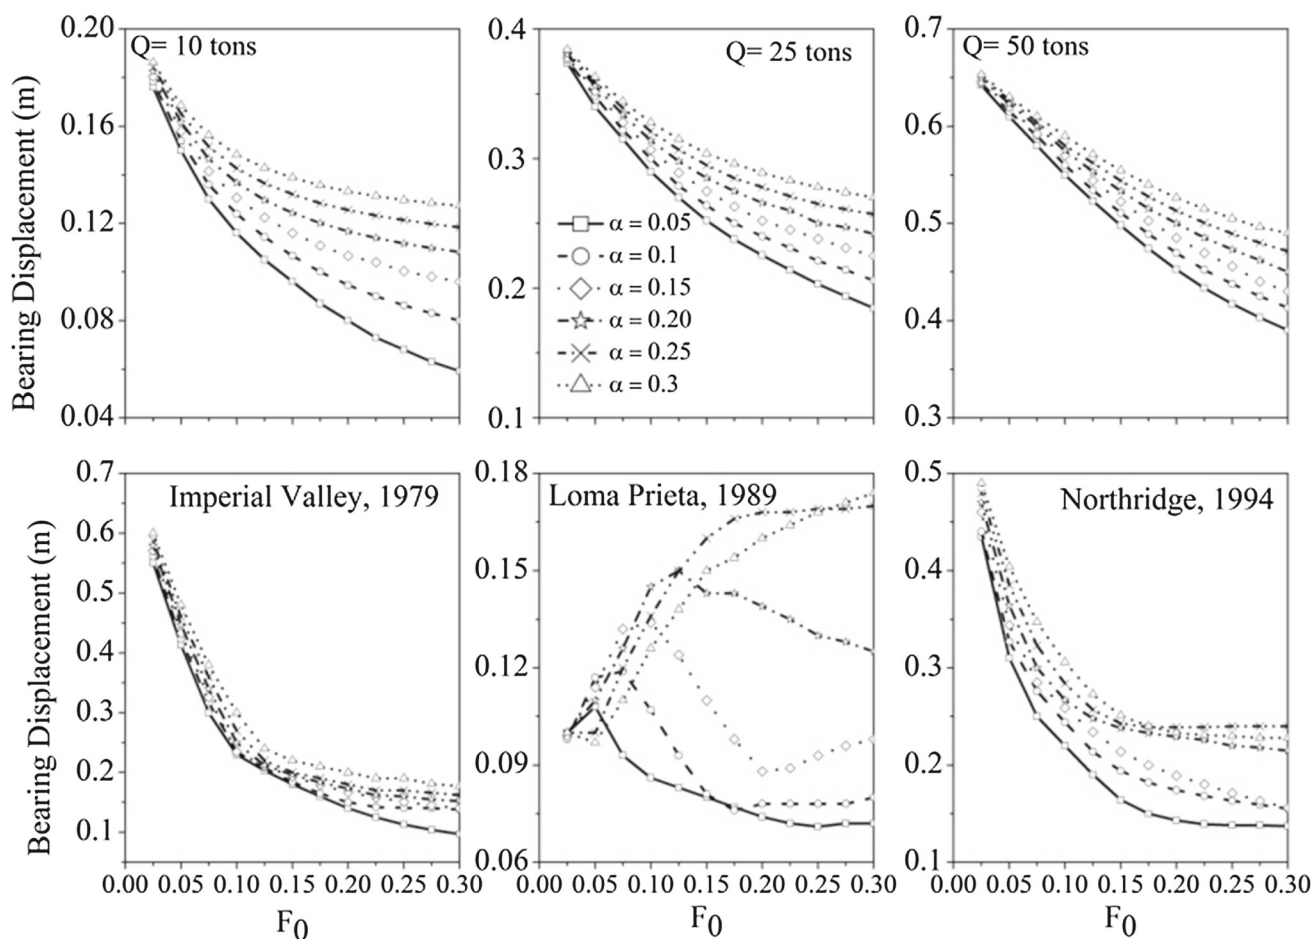 Bearing Displacement (m)
0.20
0.16
0.12
0.08
0.04
Q= 10 tons
0.4
0.3
0.2
0.1
Q= 25 tons
α = 0.05
α = 0.1
α = 0.15
α = 0.20
α = 0.25
α = 0.3
0.7
0.6
0.5
0.4
0.3
Q= 50 tons
Bearing Displacement (m)
0.7
0.6
0.5
0.4
0.3
0.2
0.1
Imperial Valley, 1979
0.00 0.05 0.10 0.15 0.20 0.25 0.30
F0
0.18
0.15
0.12
0.09
0.06
Loma Prieta, 1989
0.00 0.05 0.10 0.15 0.20 0.25 0.30
F0
0.5
0.4
0.3
0.2
0.1
Northridge, 1994
0.00 0.05 0.10 0.15 0.20 0.25 0.30
F0